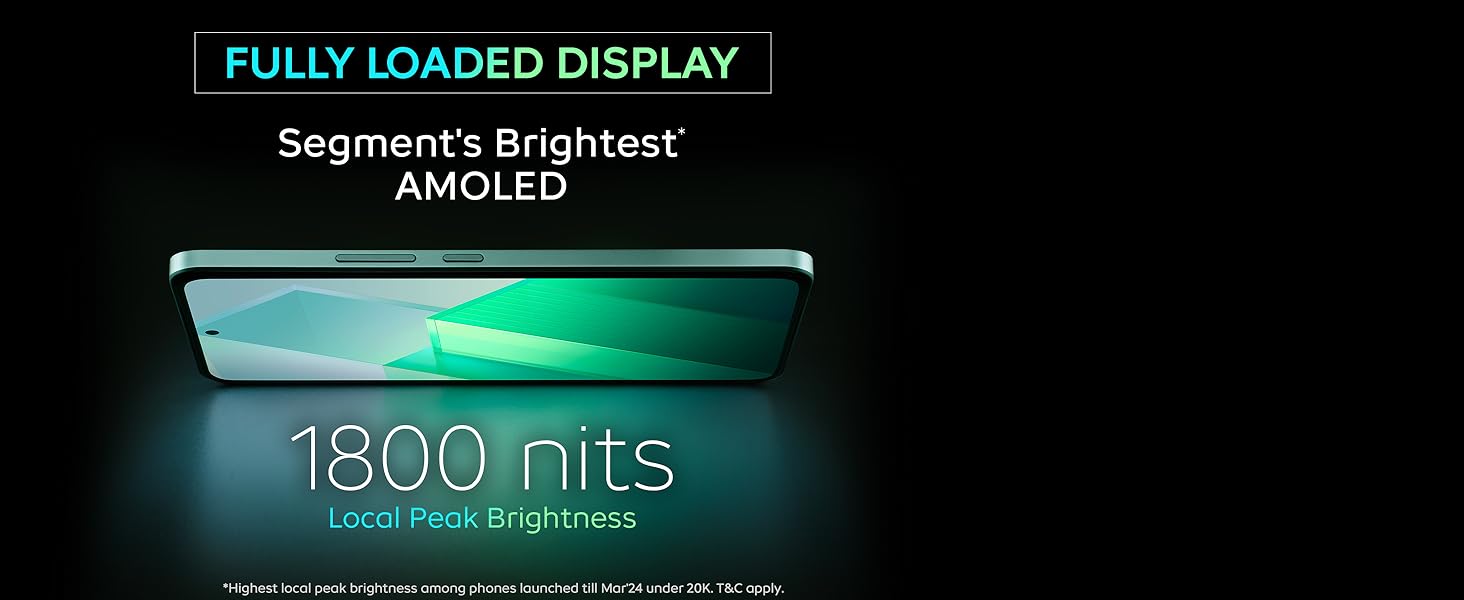 FULLY LOADED DISPLAY
Segment's Brightest*
AMOLED
1800 nits
Local Peak Brightness
*Highest local peak brightness among phones launched till Mar'24 under 20K. T&C apply.